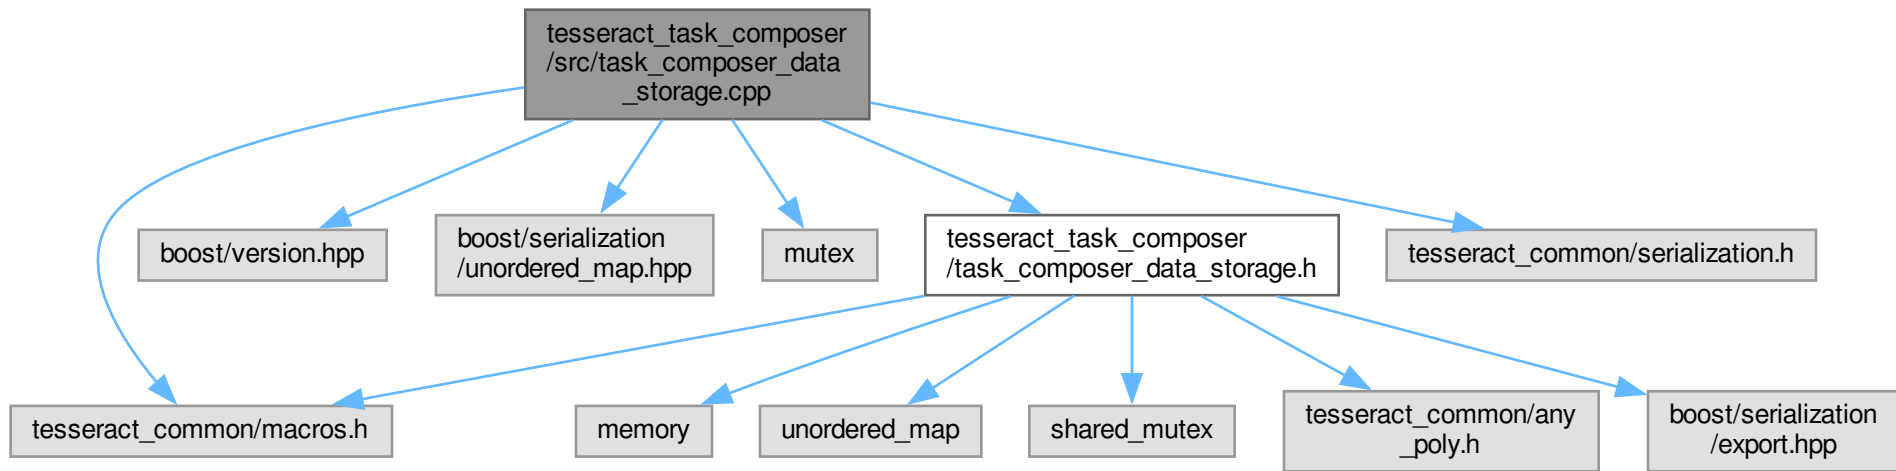 tesseract_task_composer
/src/task_composer_data
_storage.cpp
boost/version.hpp
boost/serialization
/unordered_map.hpp
mutex
tesseract_task_composer
/task_composer_data_storage.h
tesseract_common/serialization.h
tesseract_common/macros.h
memory
unordered_map
shared_mutex
tesseract_common/any
_poly.h
boost/serialization
/export.hpp